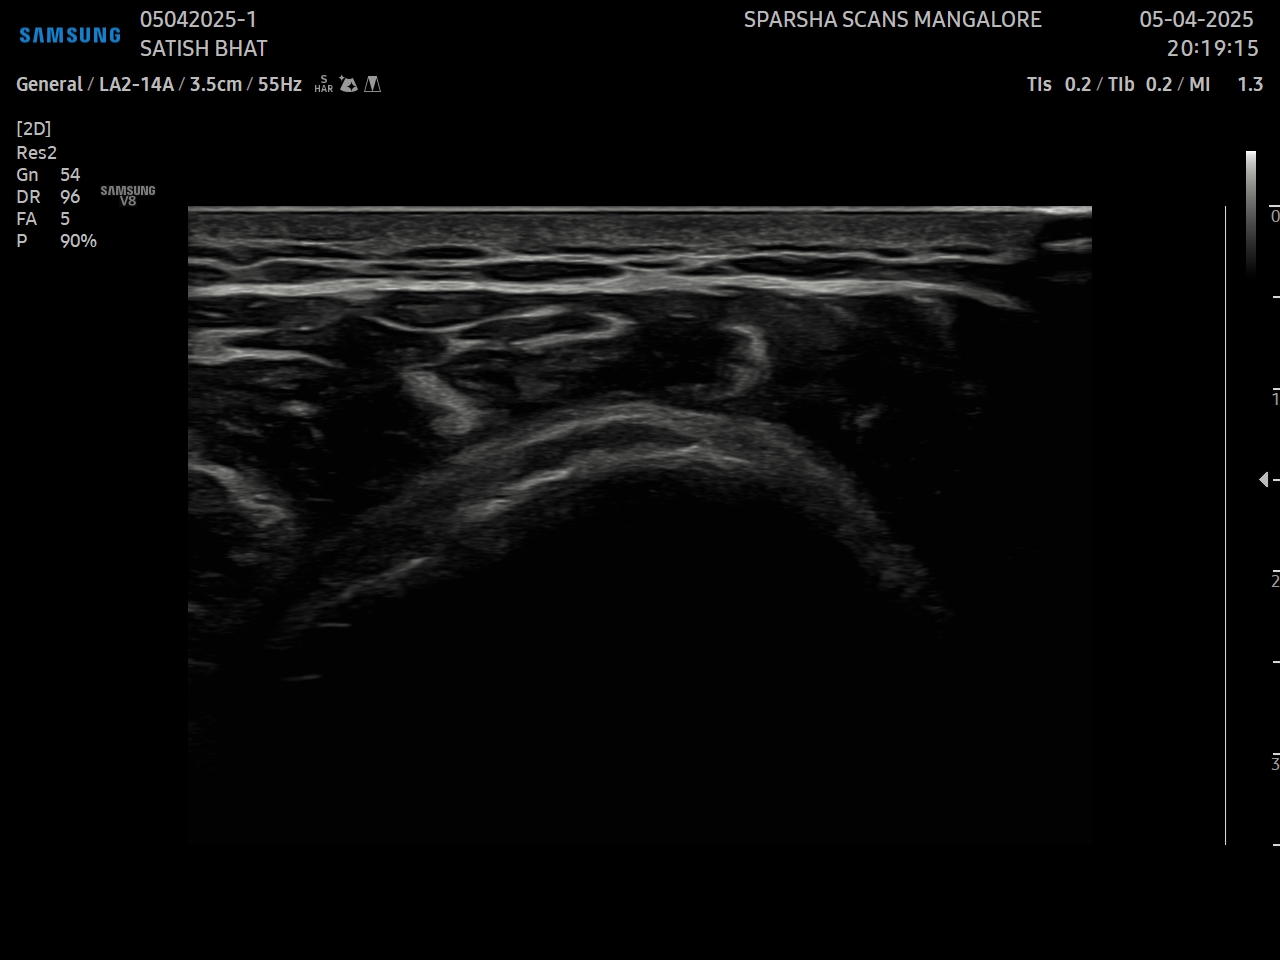 SAMSUNG
05042025-1
SATISH BHAT
SPARSHA SCANS MANGALORE
05-04-2025
20:19:15
General / LA2-14A / 3.5cm / 55Hz
S
HAR
TIs 0.2 / TIb 0.2 / MI 1.3
[2D]
Res2
Gn 54
DR 96
FA 5
P 90%
SAMSUNG
V8
0
1
2
3